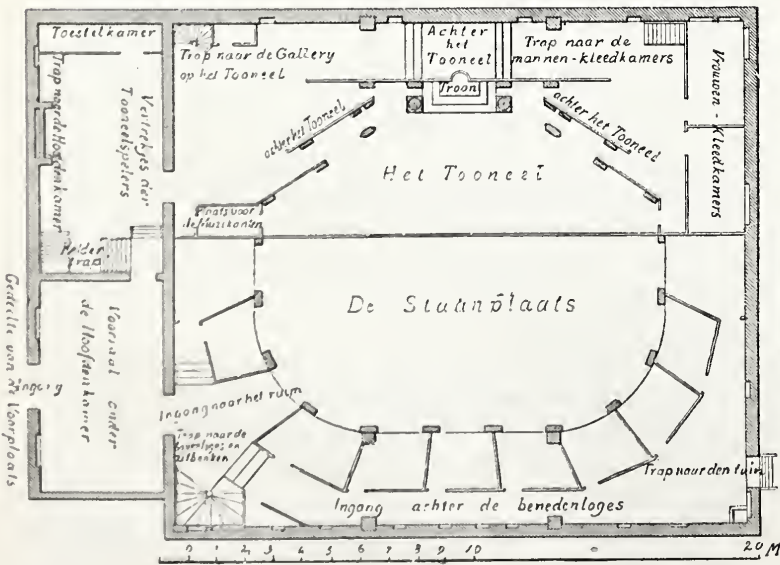 Toestelkamer
Trap naar de Hoofdenkamer
Vertrekjes der
Tooneelspelers
Kelder
trap
Voorzaal onder
de Hoofdenkamer
Gedeelte van de Voorplaats
Ingang
Trap naar de Gallery
op het Tooneel
Achter
het
Tooneel
Troon
Trap naar de
mannen-kleedkamers
Vrouwen-kleedkamers
achter het Tooneel
achter het Tooneel
Het Tooneel
Plaats voor
de Muzikanten
De Staanplaats
Ingang naar het ruim
Trap naar de
en
zitbanken
Trap naar den tuin
Ingang achter de benedenloges
0 1 2 3 4 5 6 7 8 9 10 20 M